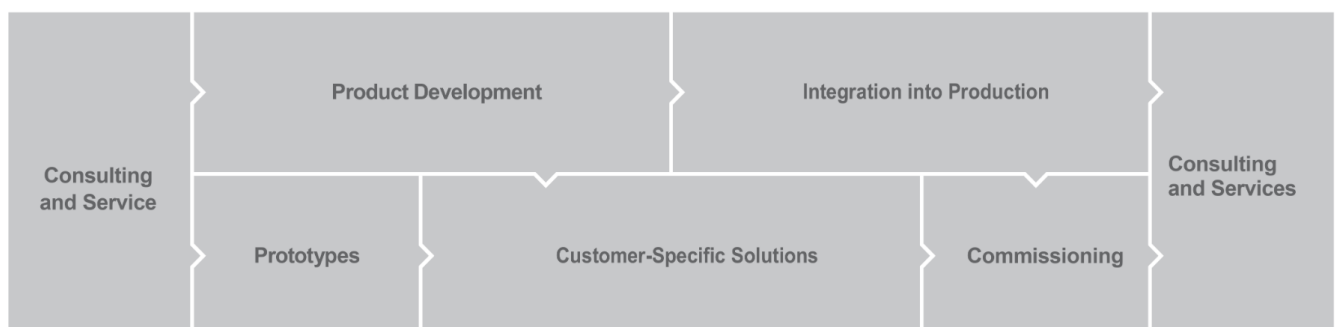 Consulting
and Service
Product Development
Integration into Production
Prototypes
Customer-Specific Solutions
Commissioning
Consulting
and Services